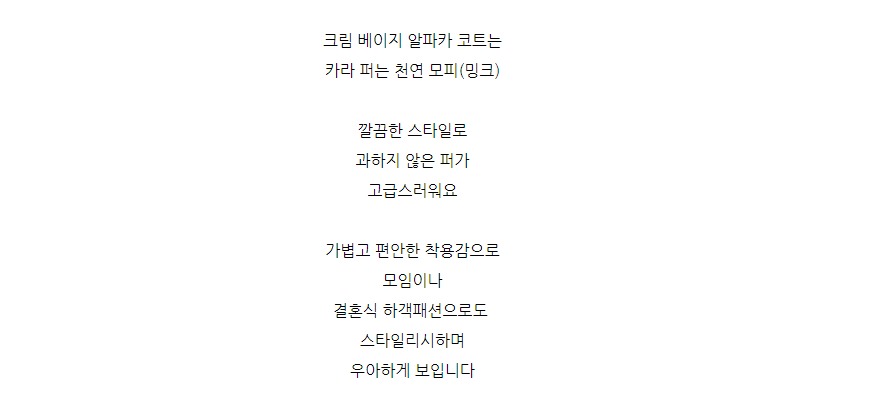 크림 베이지 알파카 코트는
카라 퍼는 천연 모피(밍크)
깔끔한 스타일로
과하지 않은 퍼가
고급스러워요
가볍고 편안한 착용감으로
모임이나
결혼식 하객패션으로도
스타일리시하며
우아하게 보입니다